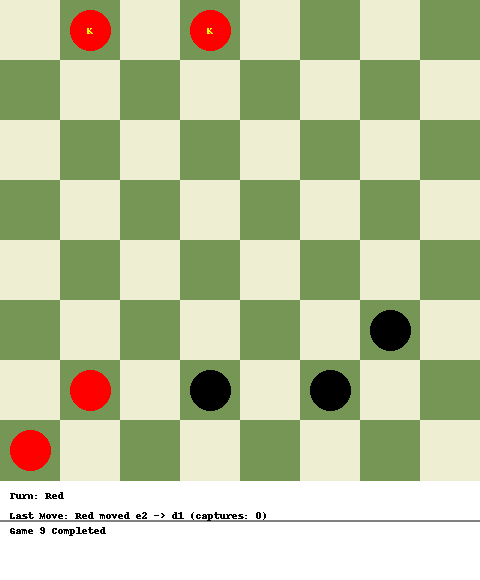 K K
Turn: Red
Last Move: Red moved e2 -> d1 (captures: 0)
Game 9 Completed